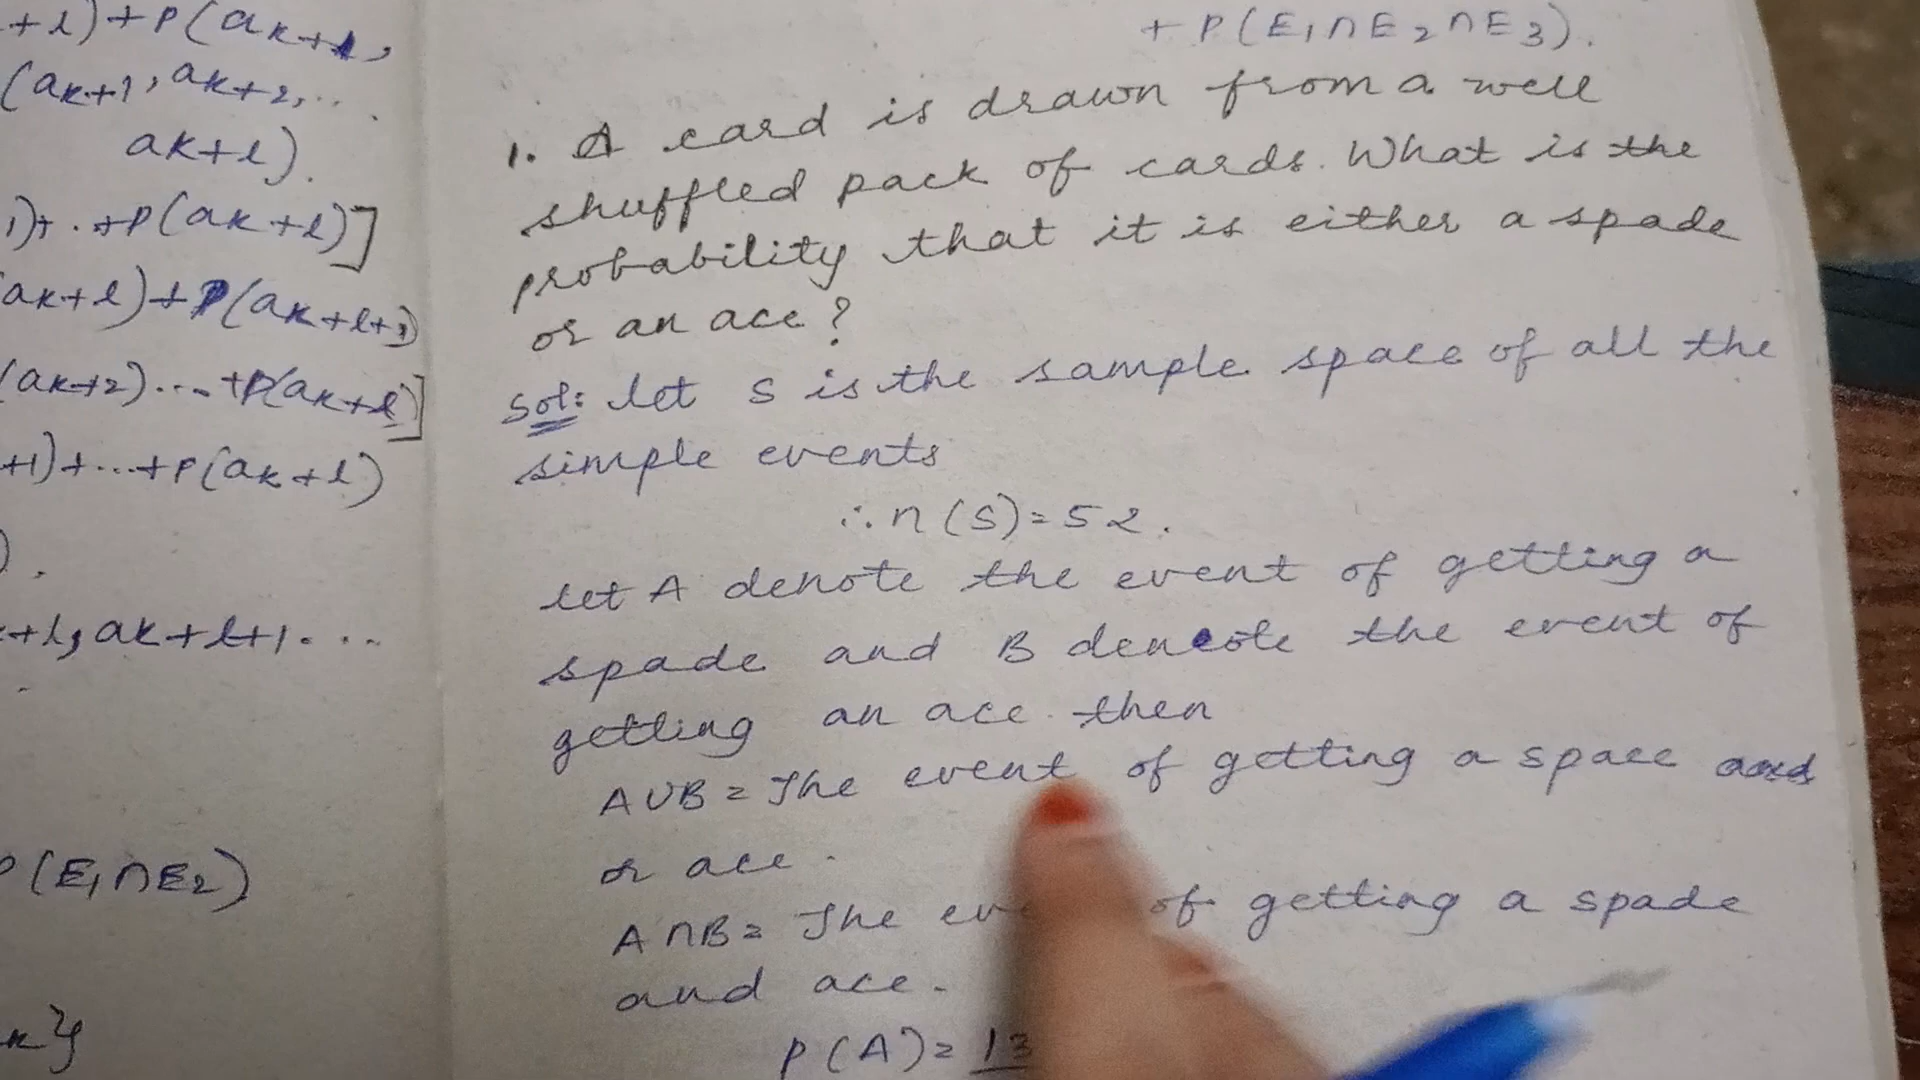 +l)+P(ak+l,
(ak+1, ak+2,..
ak+l).
1)+..+P(ak+l)]
ak+l)+P(ak+l+1)
(ak+2)...+P(ak+l)]
+1)+...+P(ak+l)
).
+l, ak+l+1...
P(E1∩E2)
}
+P(E1∩E2∩E3).
1. A card is drawn from a well
shuffled pack of cards. What is the
probability that it is either a spade
or an ace?
Sol: let S is the sample space of all the
simple events
∴ n(S)=52.
let A denote the event of getting a
spade and B denote the event of
getting an ace. then
A∪B = The event of getting a space
or ace.
A∩B = The of getting a spade
and ace.
P(A)= 13